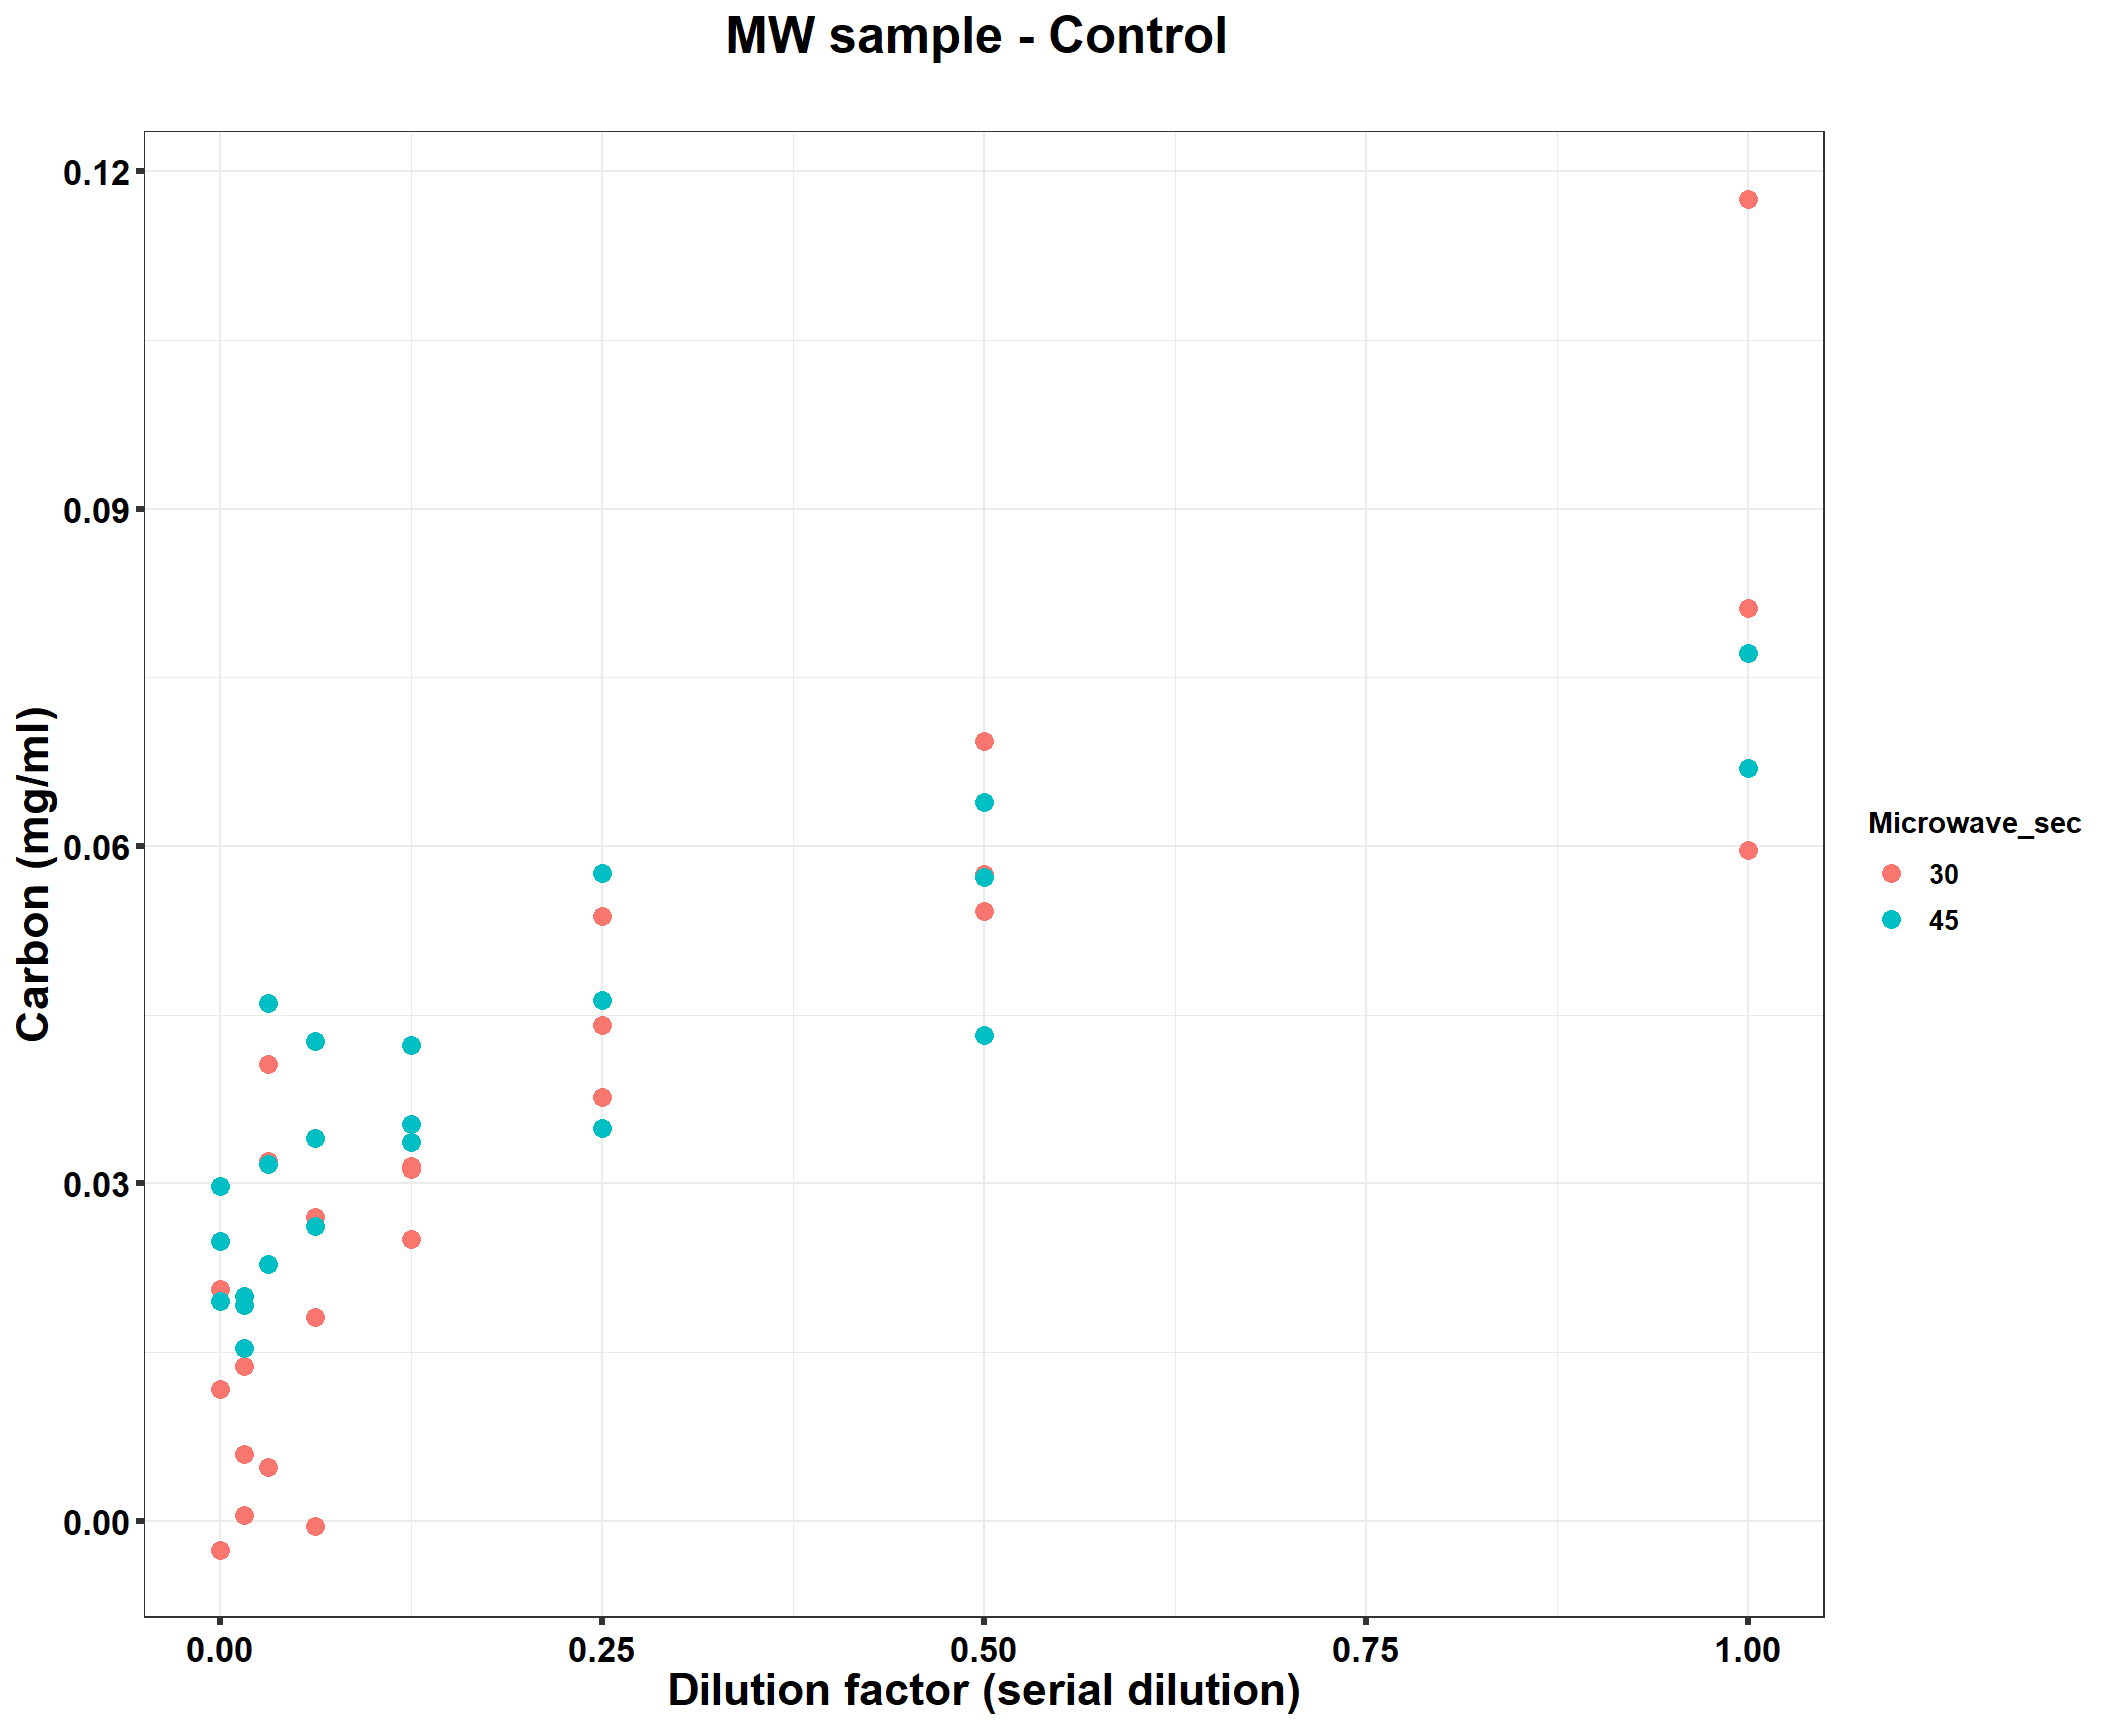 MW sample - Control
0.12
0.09
0.06
0.03
0.00
Carbon (mg/ml)
0.00 0.25 0.50 0.75 1.00
Dilution factor (serial dilution)
Microwave_sec
30
45